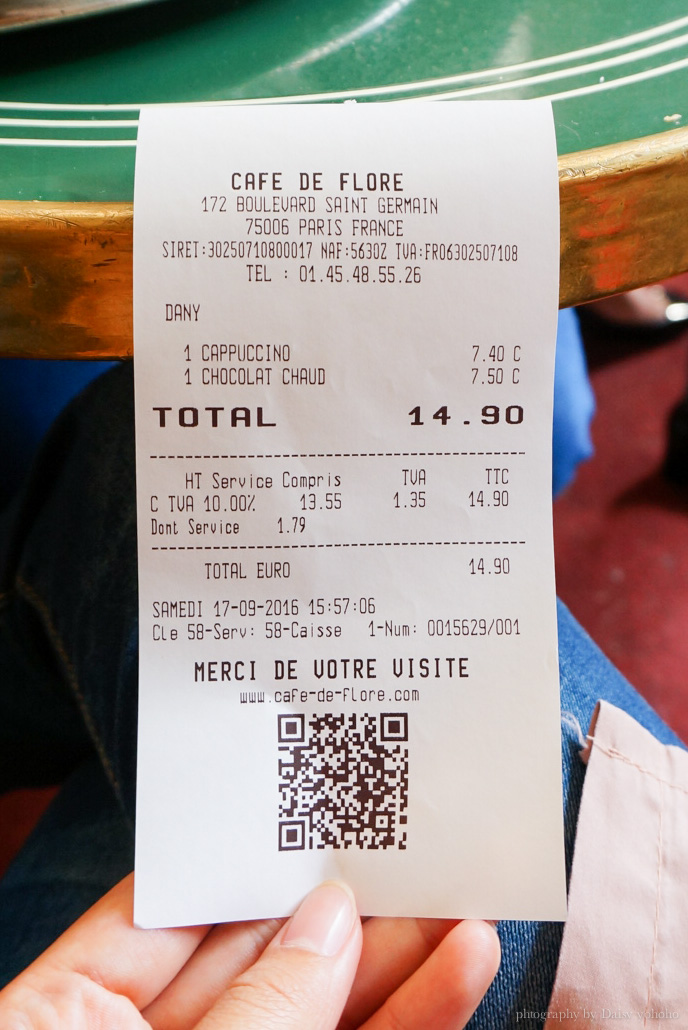 CAFE DE FLORE
172 BOULEVARD SAINT GERMAIN
75006 PARIS FRANCE
SIRET:30250710800017 NAF:5630Z TVA:FR06302507108
TEL : 01.45.48.55.26
DANY
1 CAPPUCCINO 7.40 C
1 CHOCOLAT CHAUD 7.50 C
TOTAL 14.90
HT Service Compris TVA TTC
C TVA 10.00% 13.55 1.35 14.90
Dont Service 1.79
TOTAL EURO 14.90
SAMEDI 17-09-2016 15:57:06
Cle 58-Serv: 58-Caisse 1-Num: 0015629/001
MERCI DE VOTRE VISITE
www.cafe-de-flore.com
photography by Daisy yohoho